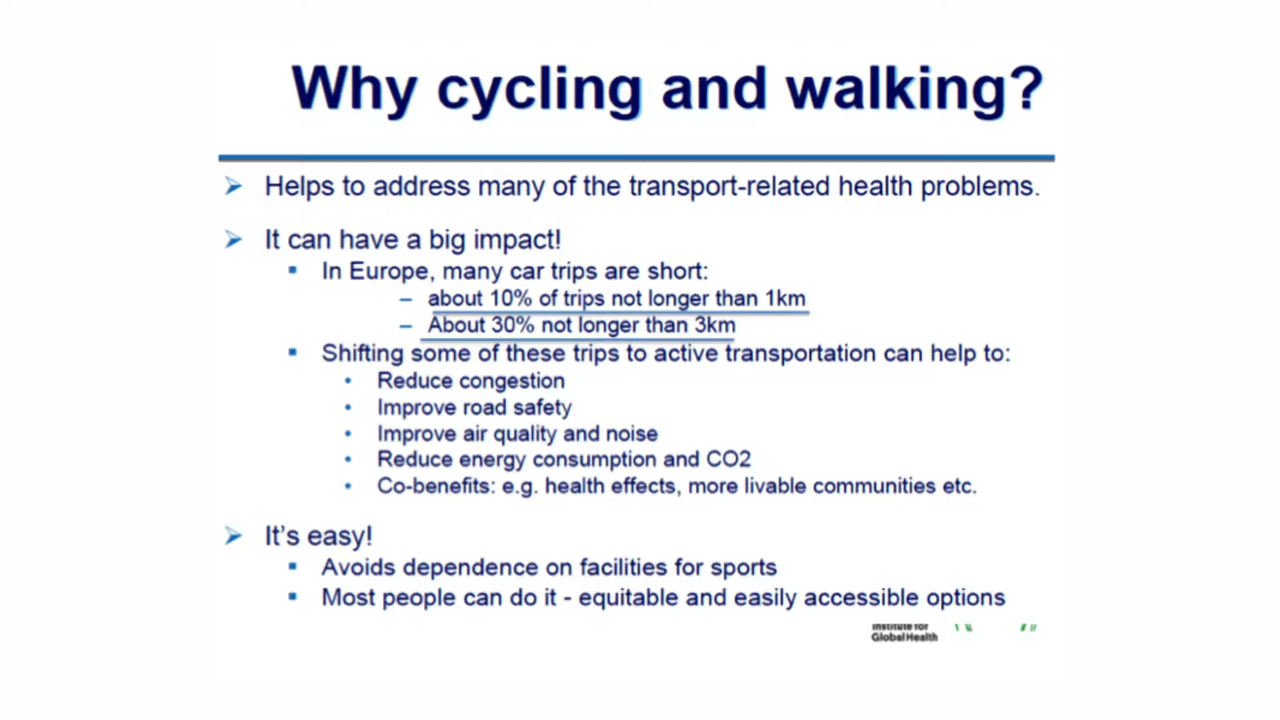 Why cycling and walking?
➢ Helps to address many of the transport-related health problems.
➢ It can have a big impact!
▪ In Europe, many car trips are short:
– about 10% of trips not longer than 1km
– About 30% not longer than 3km
▪ Shifting some of these trips to active transportation can help to:
• Reduce congestion
• Improve road safety
• Improve air quality and noise
• Reduce energy consumption and CO2
• Co-benefits: e.g. health effects, more livable communities etc.
➢ It's easy!
▪ Avoids dependence on facilities for sports
▪ Most people can do it - equitable and easily accessible options
Institute for
Global Health